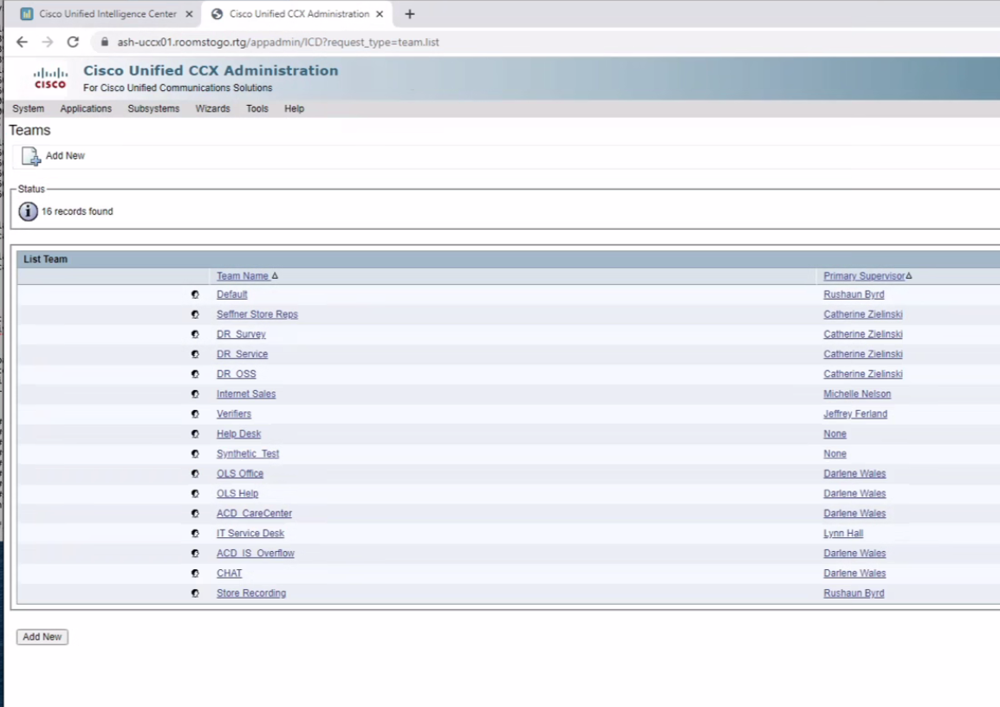 Cisco Unified Intelligence Center
Cisco Unified CCX Administration
ash-uccx01.roomstogo.rtg/appadmin/ICD?request_type=team.list
CISCO
Cisco Unified CCX Administration
For Cisco Unified Communications Solutions
System Applications Subsystems Wizards Tools Help
Teams
Add New
Status
16 records found
List Team
Team Name Primary Supervisor
Default Rushaun Byrd
Seffner Store Reps Catherine Zielinski
DR_Survey Catherine Zielinski
DR_Service Catherine Zielinski
DR_OSS Catherine Zielinski
Internet Sales Michelle Nelson
Verifiers Jeffrey Ferland
Help Desk None
Synthetic_Test None
OLS Office Darlene Wales
OLS Help Darlene Wales
ACD_CareCenter Darlene Wales
IT Service Desk Lynn Hall
ACD_IS_Overflow Darlene Wales
CHAT Darlene Wales
Store Recording Rushaun Byrd
Add New